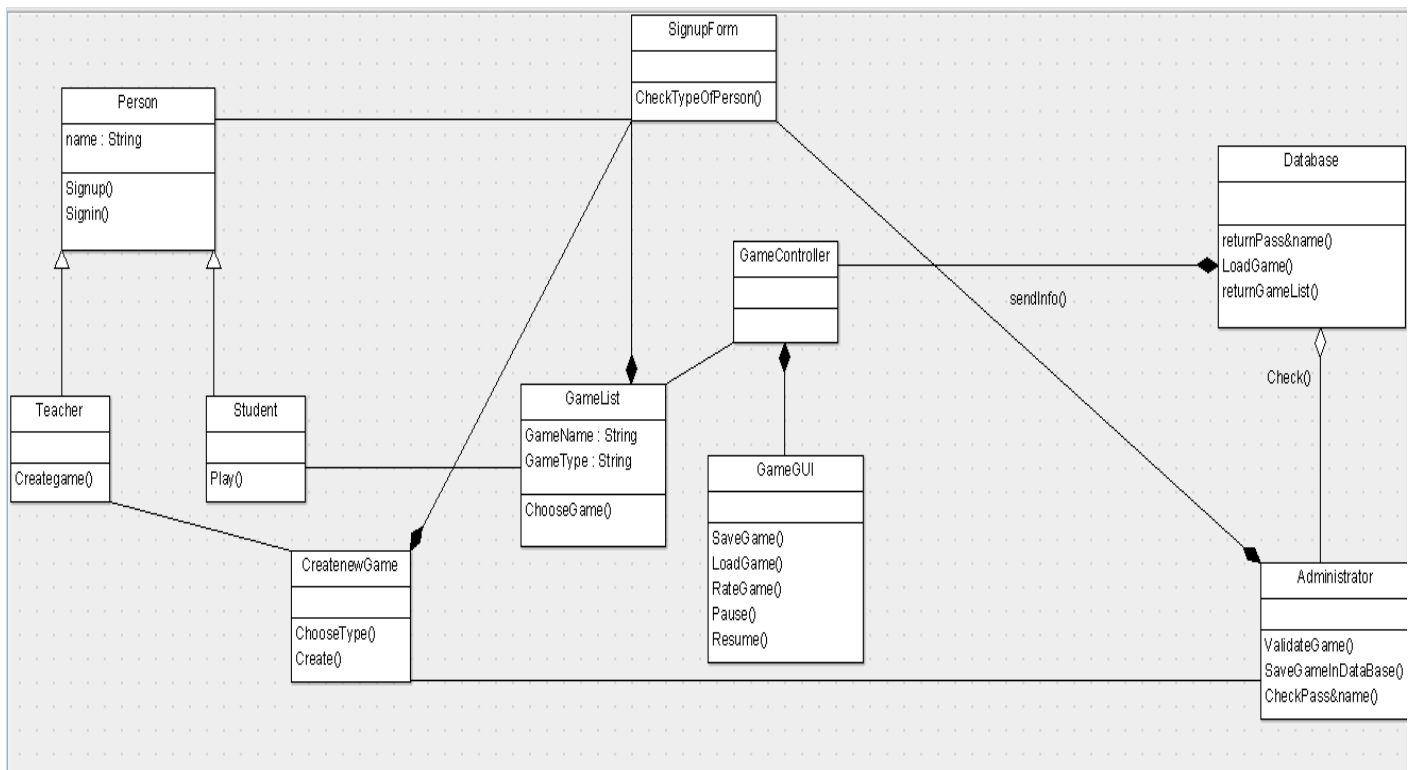 SignupForm
CheckTypeOfPerson()
Person
name : String
Signup()
Signin()
Database
returnPass&name()
LoadGame()
returnGameList()
GameController
sendInfo()
Check()
Teacher
Creategame()
Student
Play()
GameList
GameName : String
GameType : String
ChooseGame()
GameGUI
SaveGame()
LoadGame()
RateGame()
Pause()
Resume()
CreatenewGame
ChooseType()
Create()
Administrator
ValidateGame()
SaveGameInDataBase()
CheckPass&name()